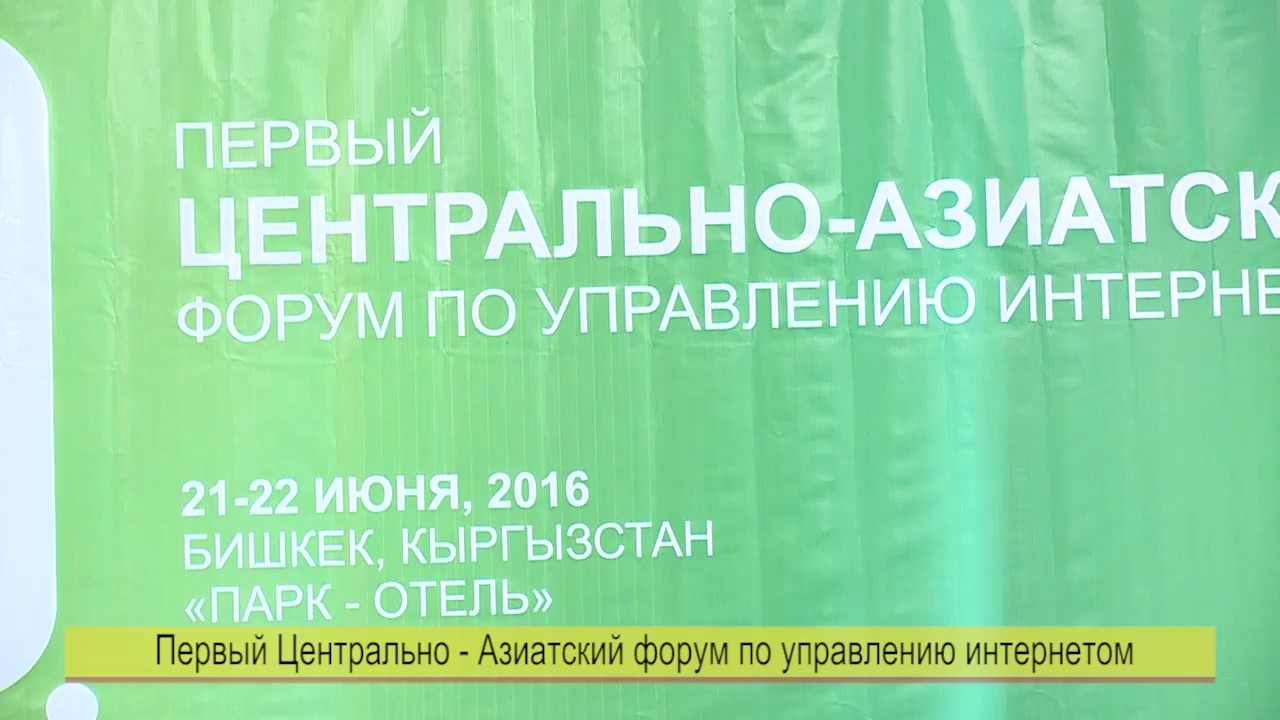 ПЕРВЫЙ
ЦЕНТРАЛЬНО-АЗИАТСК
ФОРУМ ПО УПРАВЛЕНИЮ ИНТЕРНЕ
21-22 ИЮНЯ, 2016
БИШКЕК, КЫРГЫЗСТАН
«ПАРК - ОТЕЛЬ»
Первый Центрально - Азиатский форум по управлению интернетом